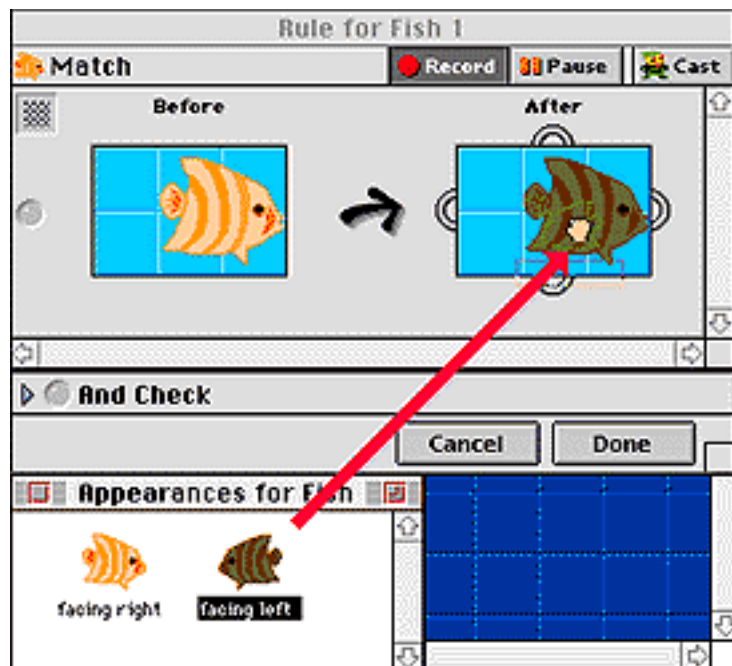 Rule for Fish 1
Match
Record
Pause
Cast
Before
After
And Check
Cancel
Done
Appearances for Fish
facing right
facing left